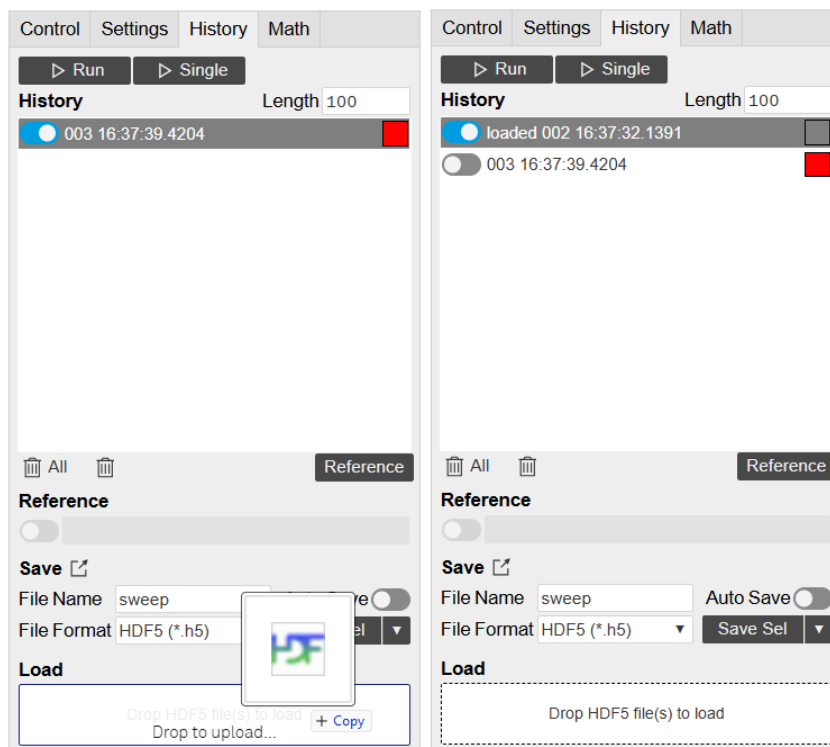 Control Settings History Math
Run Single
History Length 100
003 16:37:39.4204
All Reference
Reference
Save
File Name sweep
File Format HDF5 (*.h5) el
Load
HDF
Drop HDF5 file(s) to load
+ Copy
Drop to upload...
Control Settings History Math
Run Single
History Length 100
loaded 002 16:37:32.1391
003 16:37:39.4204
All Reference
Reference
Save
File Name sweep Auto Save
File Format HDF5 (*.h5) Save Sel
Load
Drop HDF5 file(s) to load